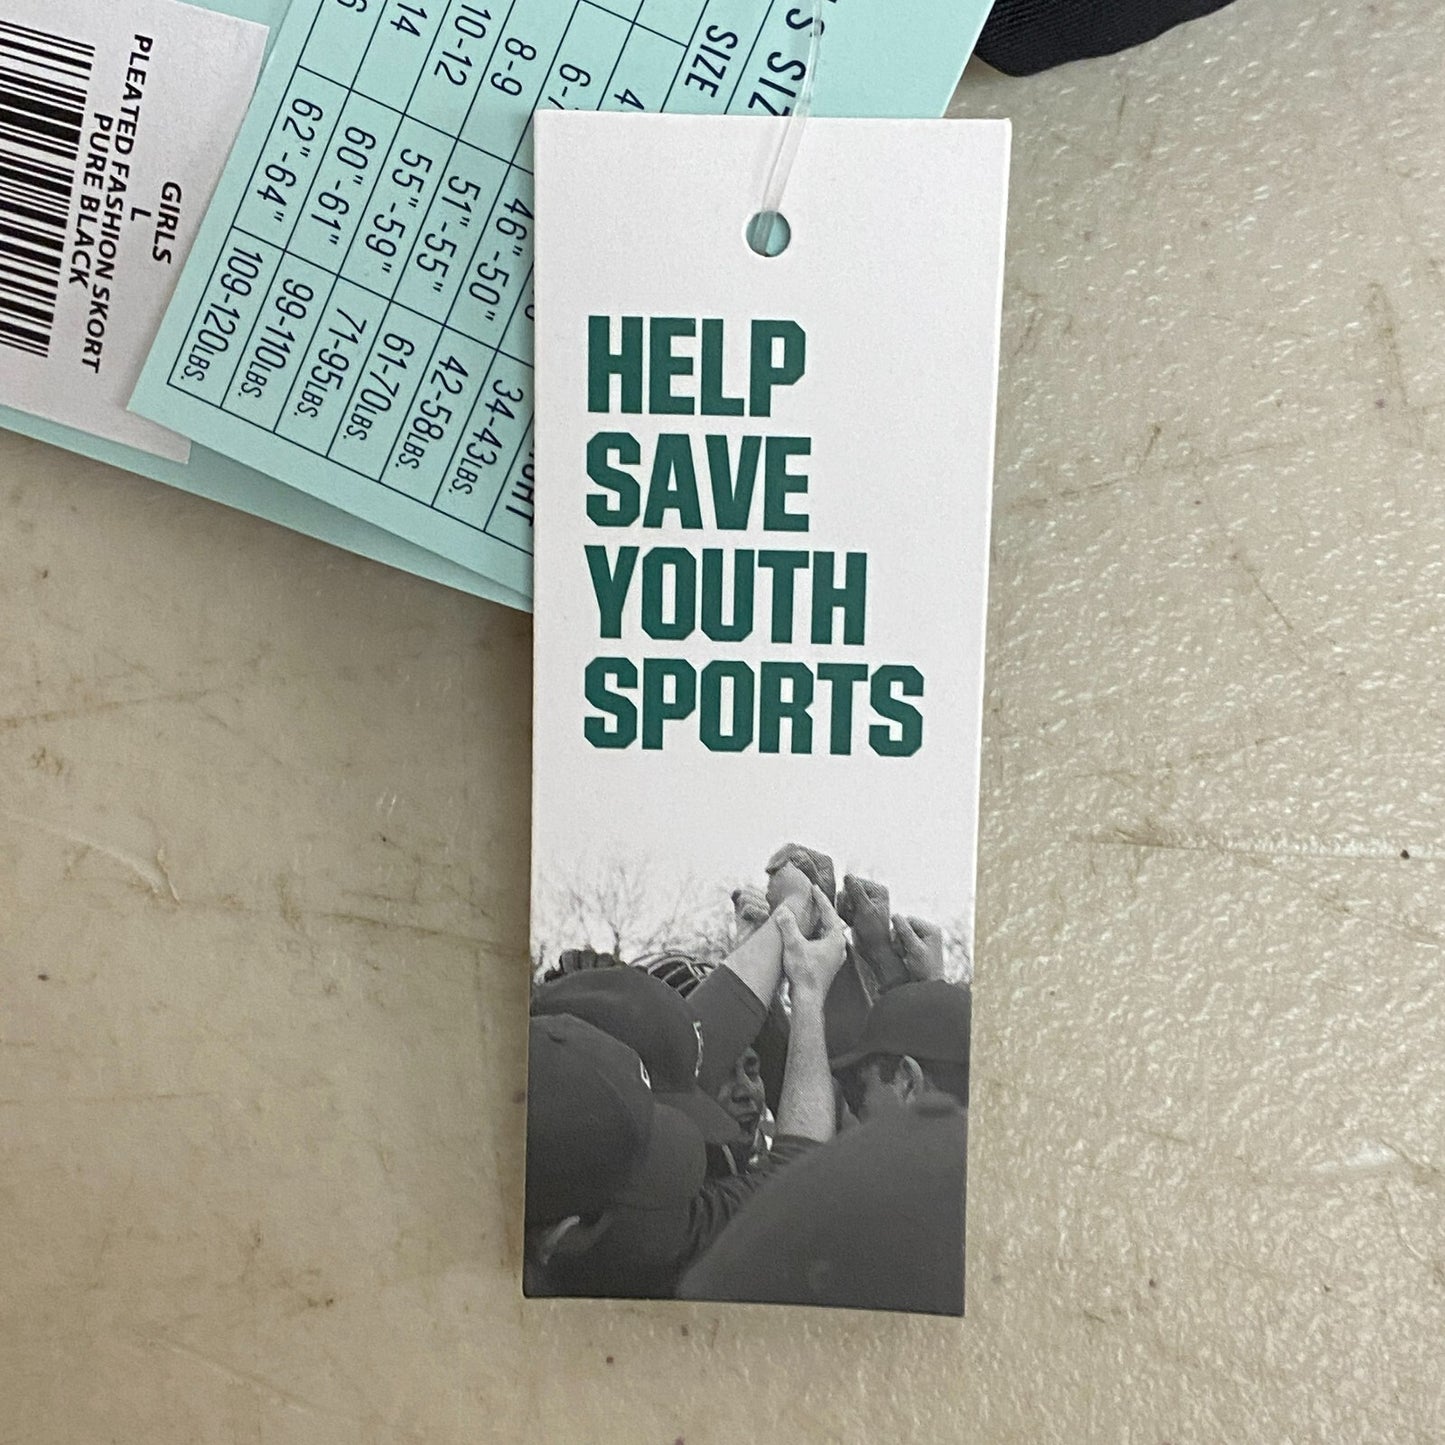 HELP
SAVE
YOUTH
SPORTS
GIRLS
L
PLEATED FASHION SKORT
PURE BLACK
SIZE
8-9
46"-50"
34-43LBS.
10-12
51"-55"
42-58LBS.
14
55"-59"
61-70LBS.
60"-61"
71-95LBS.
62"-64"
99-110LBS.
109-120LBS.